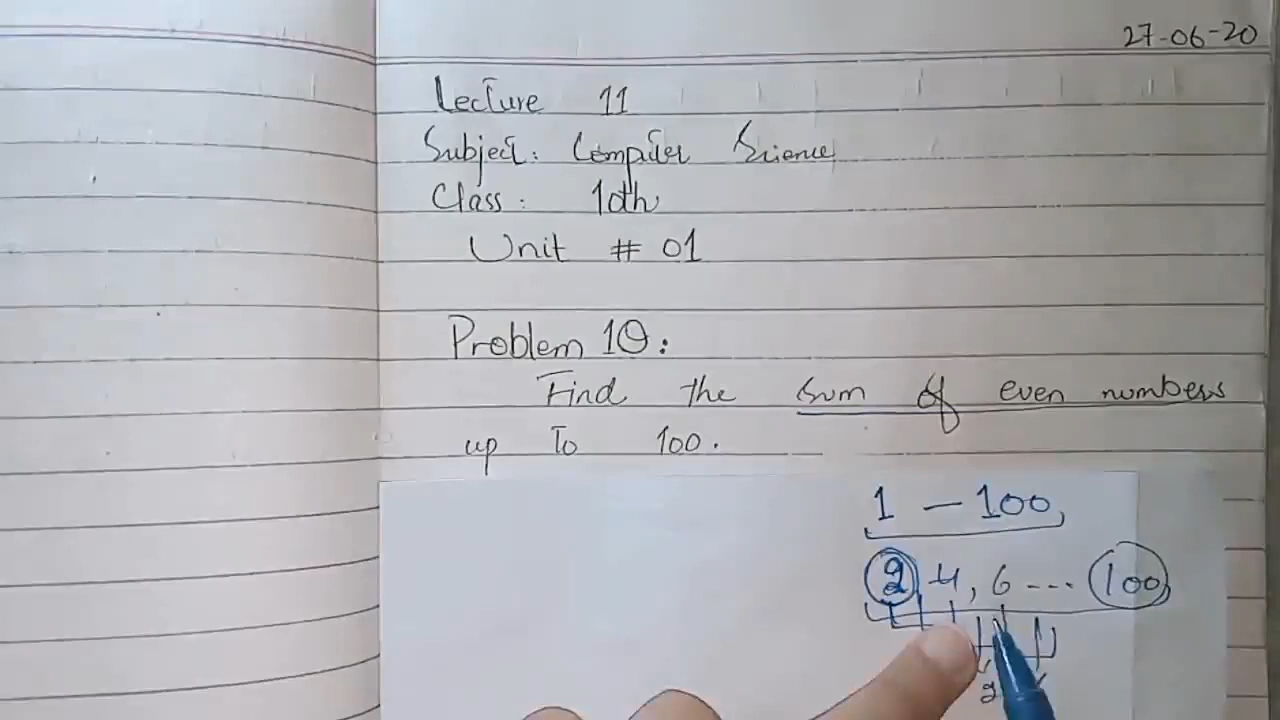 27-06-20
Lecture 11
Subject: Computer Science
Class: 10th
Unit # 01
Problem 10:
Find the sum of even numbers
up to 100.
1 — 100
2, 4, 6 --- 100
2